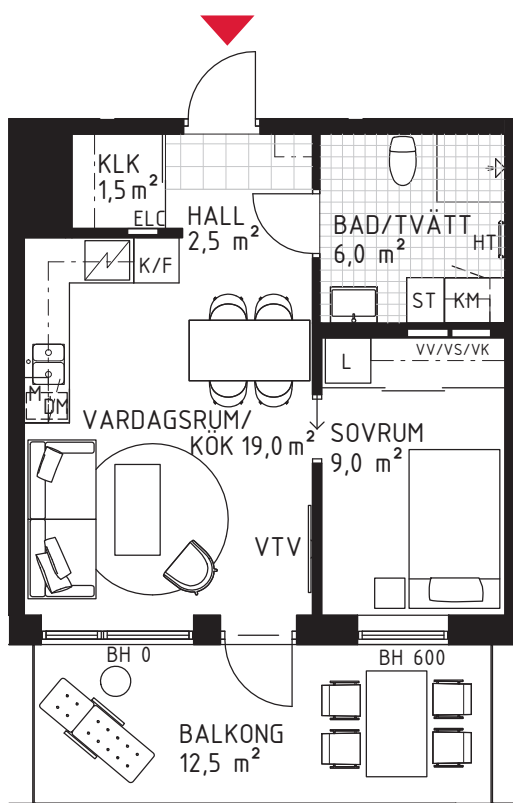 KLK
1,5 m²
ELC
HALL
2,5 m²
BAD/TVÄTT
6,0 m²
HT
K/F
ST
KM
VV/VS/VK
L
M
DM
VARDAGSRUM/
KÖK 19,0 m²
SOVRUM
9,0 m²
VTV
BH 0
BH 600
BALKONG
12,5 m²